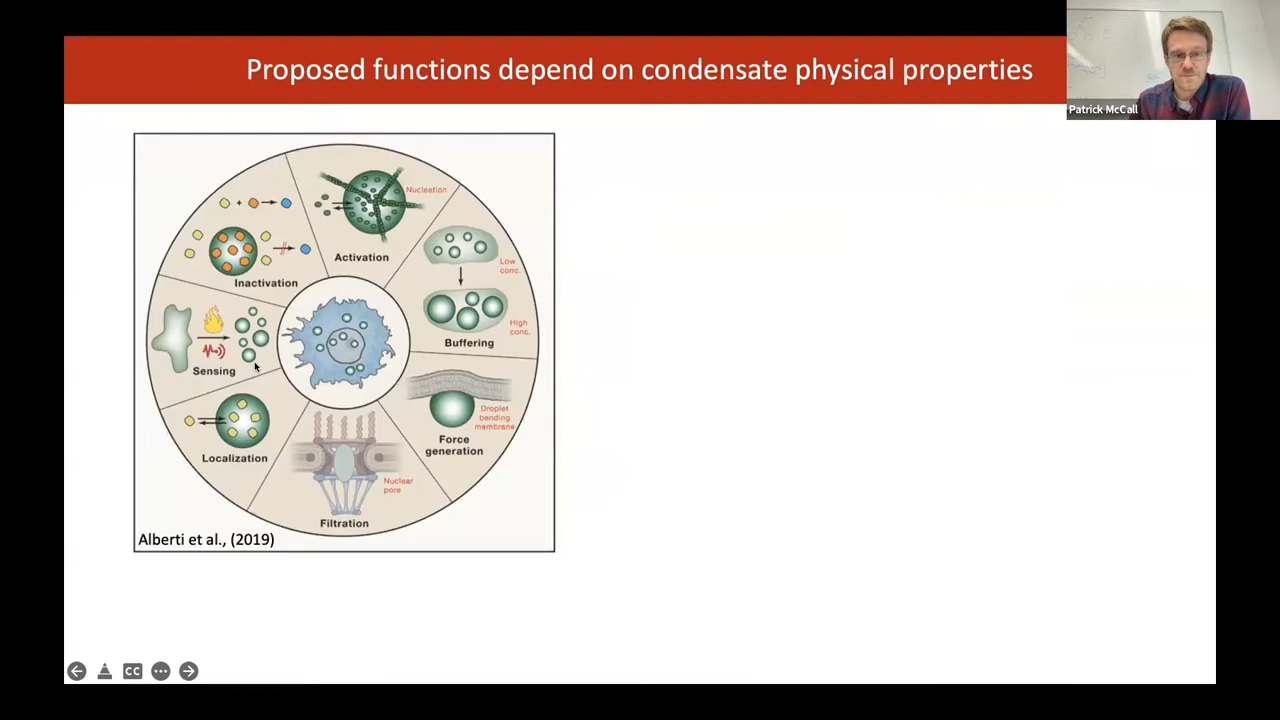 Proposed functions depend on condensate physical properties
Patrick McCall
Nucleation
Activation
+
Inactivation
Low
conc.
High
conc.
Buffering
Sensing
Droplet
bending
membrane
Force
generation
Localization
Nuclear
pore
Filtration
Alberti et al., (2019)
CC